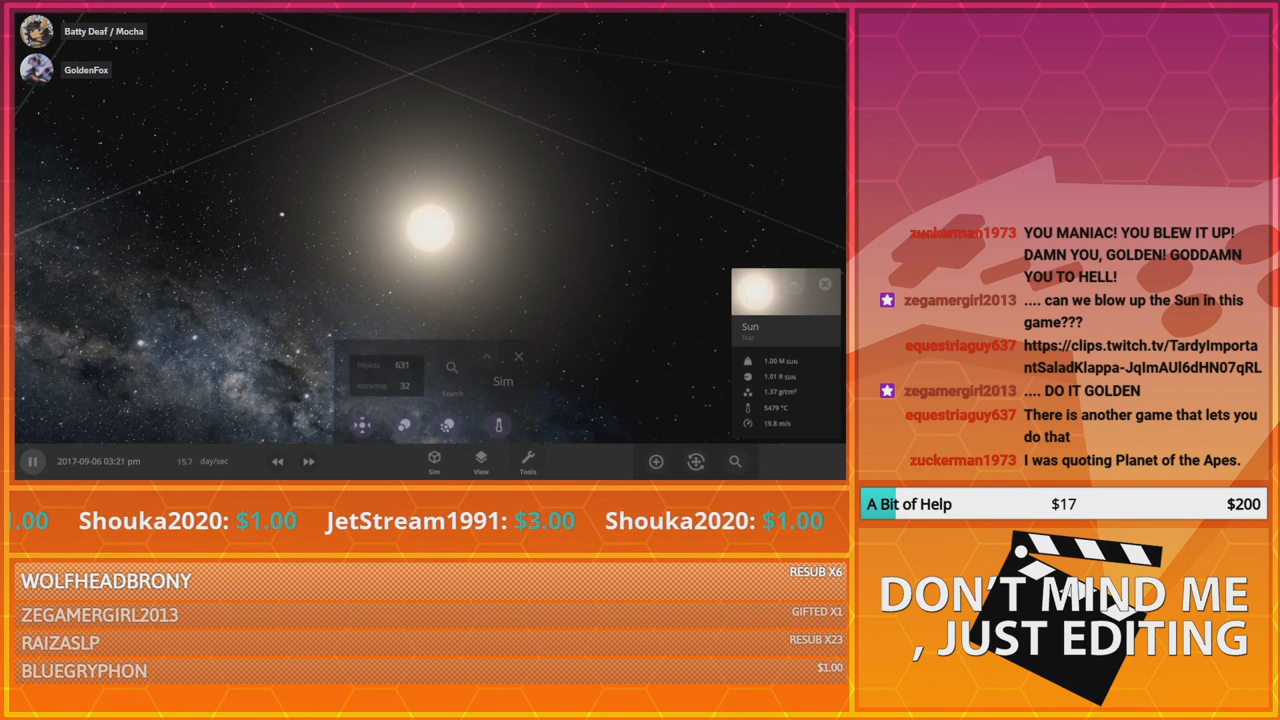 Batty Deaf / Mocha
GoldenFox
Sun
Star
1.00 M SUN
1.01 R SUN
1.37 g/cm³
5479 °C
19.8 m/s
Objects 631
Attracting 32
Search
Sim
2017-09-06 03:21 pm 15.7 day/sec
Sim View Tools
zuckerman1973 YOU MANIAC! YOU BLEW IT UP!
DAMN YOU, GOLDEN! GODDAMN
YOU TO HELL!
zegamergirl2013 .... can we blow up the Sun in this
game???
equestriaguy637 https://clips.twitch.tv/TardyImporta
ntSaladKlappa-JqImAUl6dHN07qRL
zegamergirl2013 .... DO IT GOLDEN
equestriaguy637 There is another game that lets you
do that
zuckerman1973 I was quoting Planet of the Apes.
A Bit of Help $17 $200
1.00 Shouka2020: $1.00 JetStream1991: $3.00 Shouka2020: $1.00
WOLFHEADBRONY RESUB X6
ZEGAMERGIRL2013 GIFTED X1
RAIZASLP RESUB X23
BLUEGRYPHON $1.00
DON'T MIND ME
, JUST EDITING